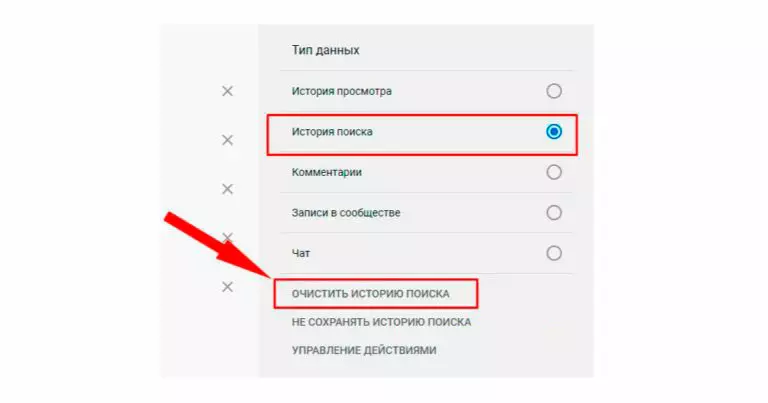 Тип данных
История просмотра
История поиска
Комментарии
Записи в сообществе
Чат
ОЧИСТИТЬ ИСТОРИЮ ПОИСКА
НЕ СОХРАНЯТЬ ИСТОРИЮ ПОИСКА
УПРАВЛЕНИЕ ДЕЙСТВИЯМИ